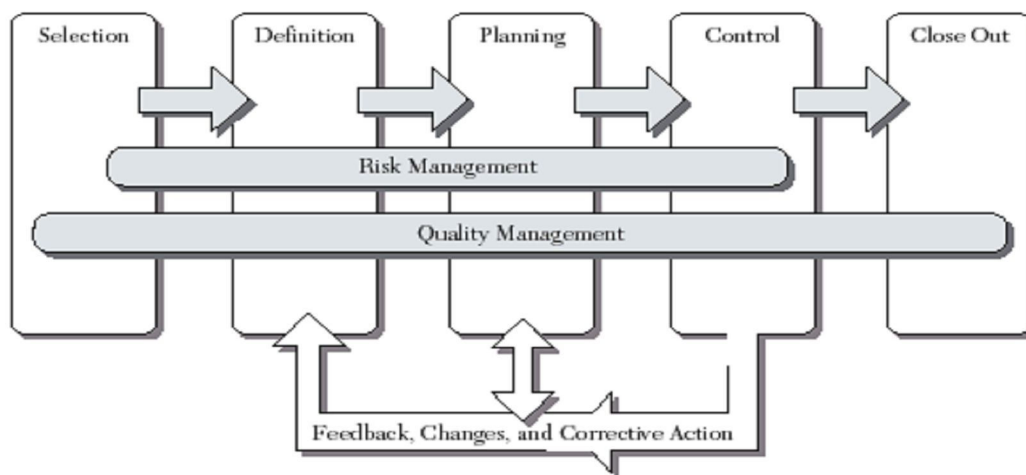 Selection
Definition
Planning
Control
Close Out
Risk Management
Quality Management
Feedback, Changes, and Corrective Action